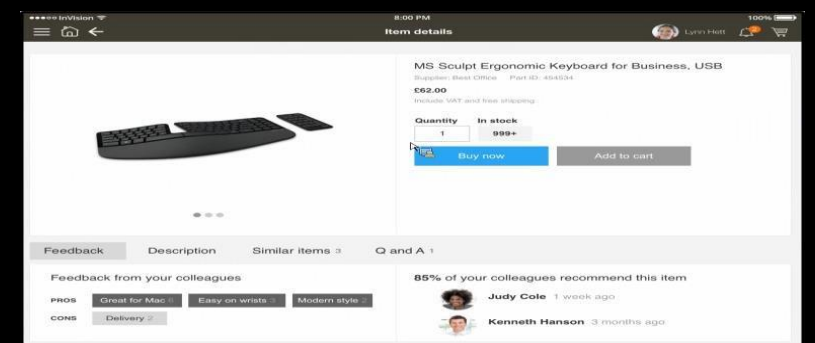 InVision
8:00 PM
100%
Item details
Lynn Hett
2
MS Sculpt Ergonomic Keyboard for Business, USB
Supplier: Best Office Part ID: 464834
£62.00
Include VAT and free shipping.
Quantity In stock
1 999+
Buy now Add to cart
Feedback Description Similar items 3 Q and A 1
Feedback from your colleagues
PROS Great for Mac 6 Easy on wrists 3 Modern style 2
CONS Delivery 2
85% of your colleagues recommend this item
Judy Cole 1 week ago
Kenneth Hanson 3 months ago